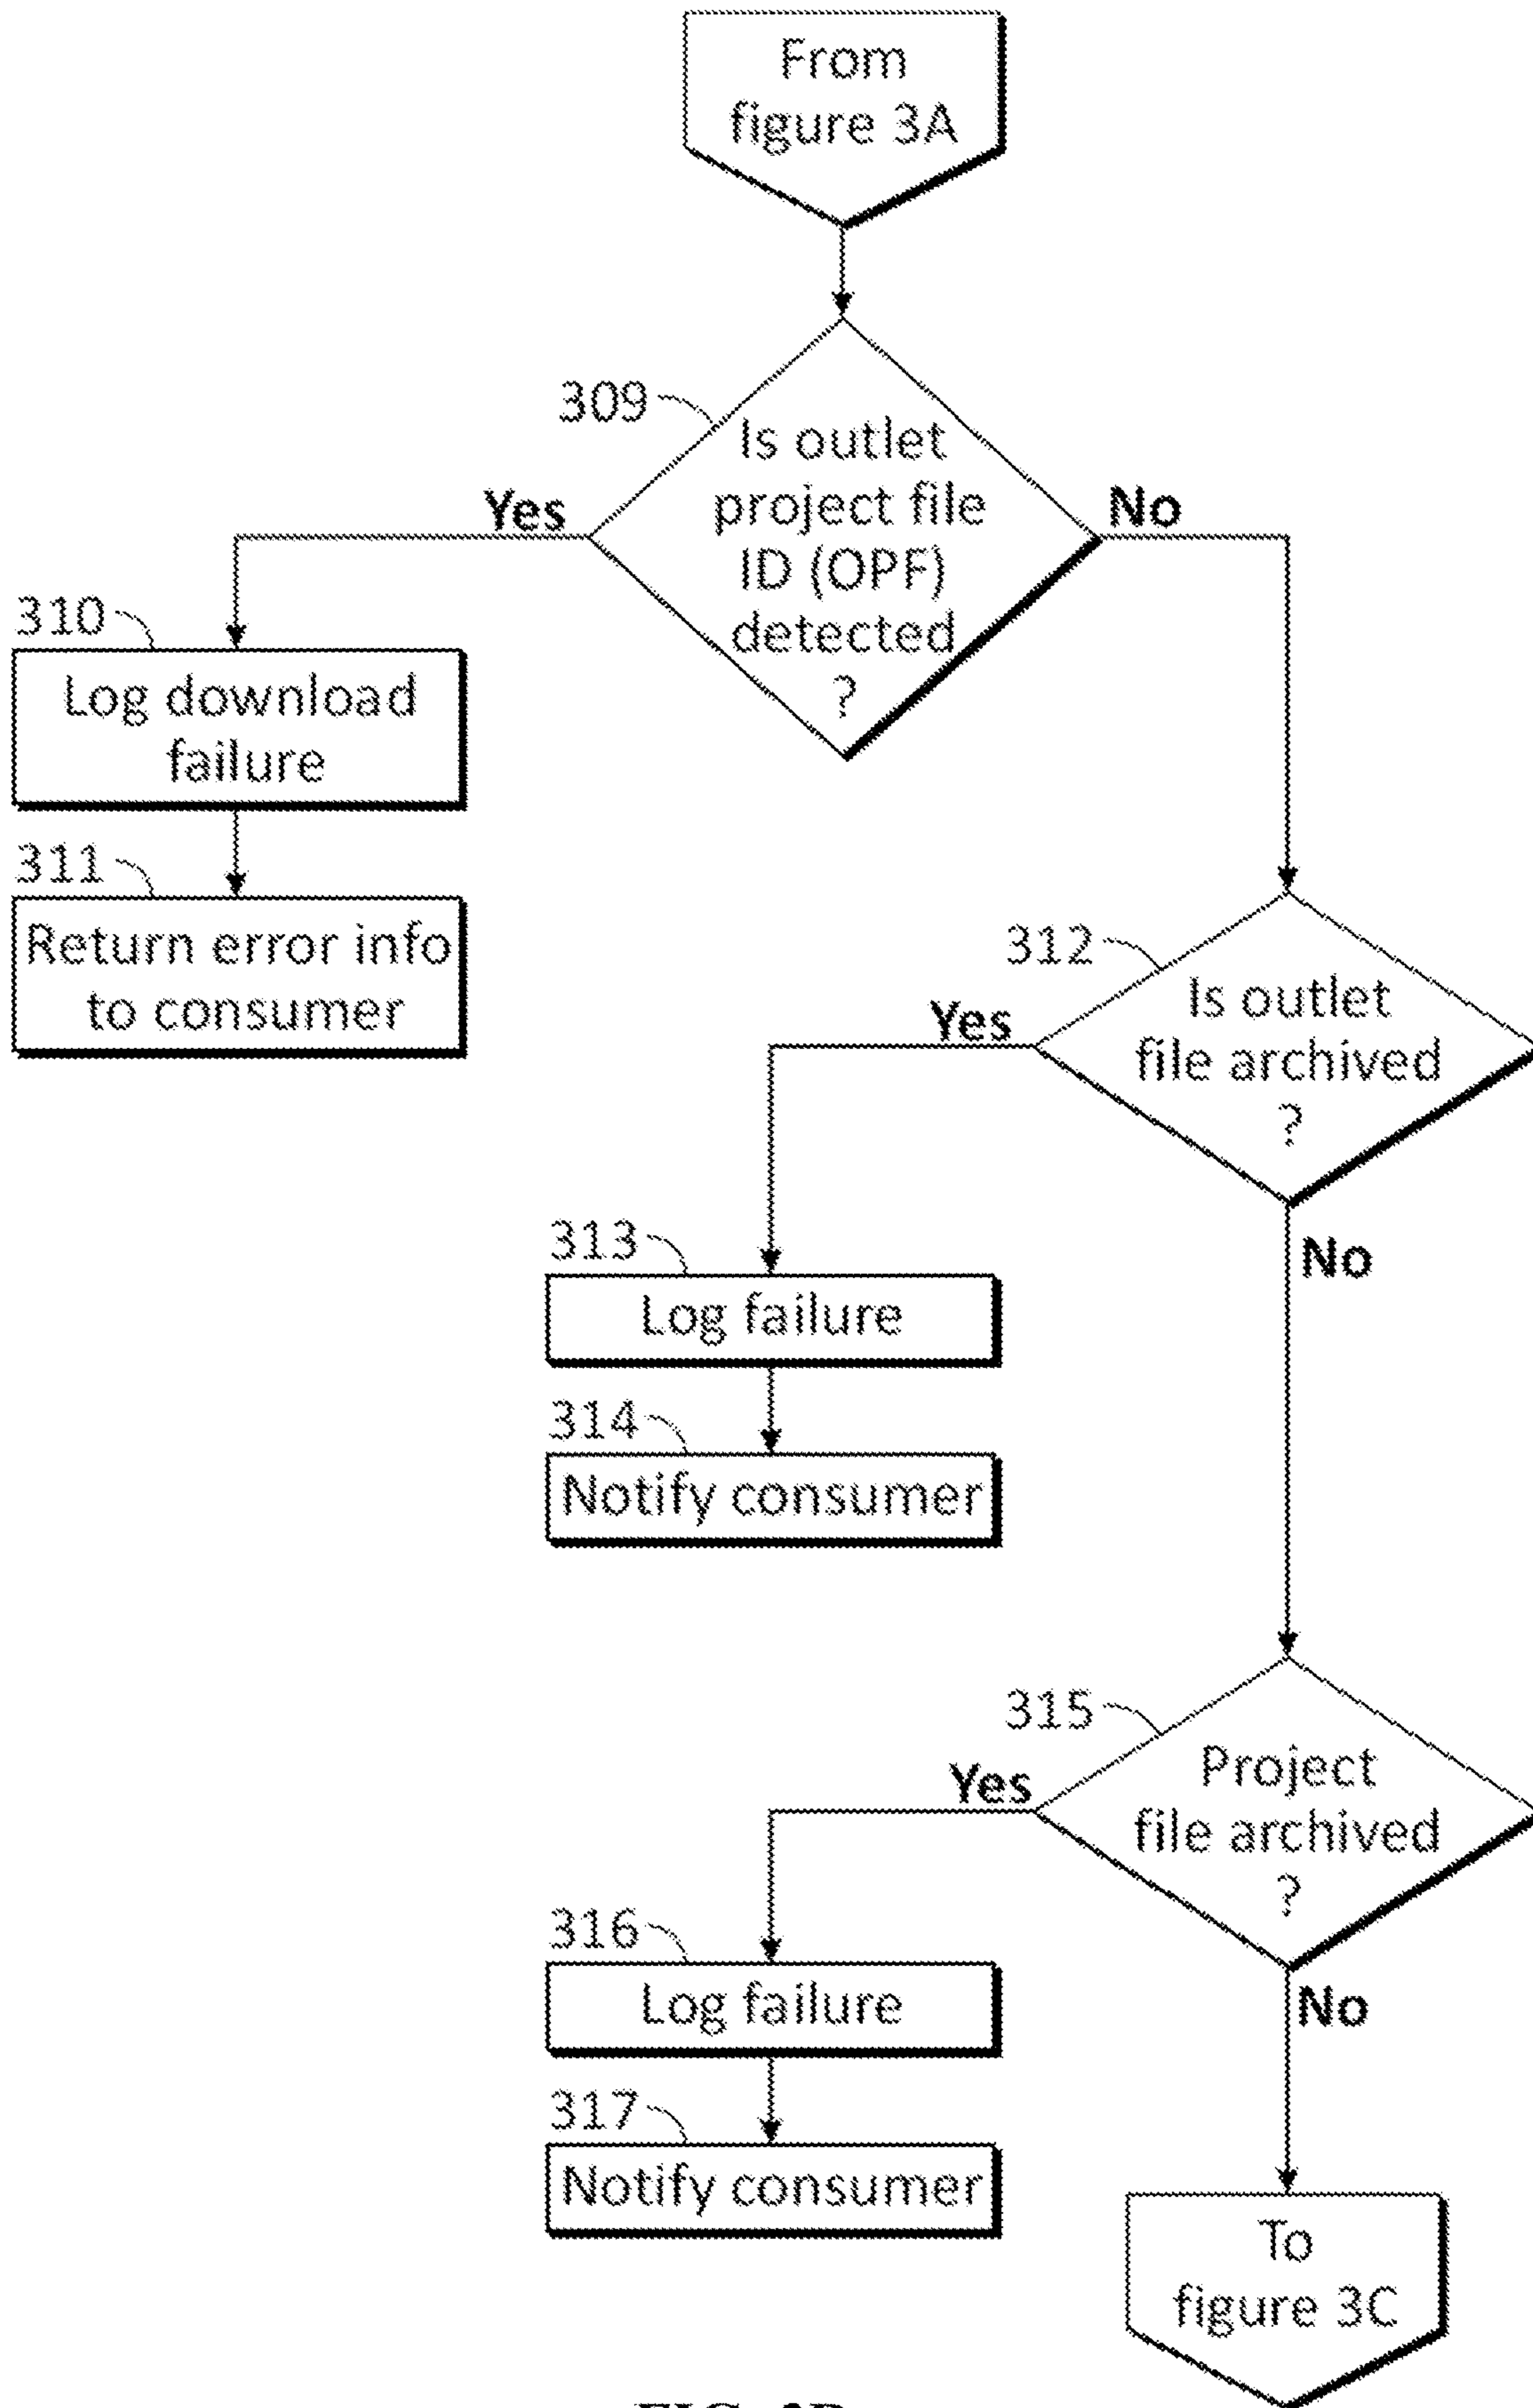 From
figure 3A
309
Is outlet
project file
ID (OPF)
detected
?
Yes
No
310
Log download
failure
311
Return error info
to consumer
312
Is outlet
file archived
?
Yes
No
313
Log failure
314
Notify consumer
315
Project
file archived
?
Yes
No
316
Log failure
317
Notify consumer
To
figure 3C